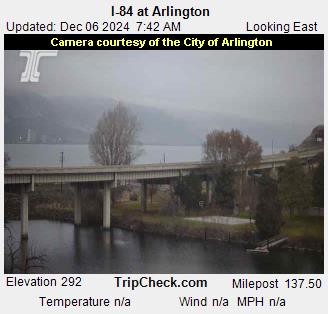 I-84 at Arlington
Updated: Dec 06 2024 7:42 AM Looking East
Camera courtesy of the City of Arlington
Elevation 292 TripCheck.com Milepost 137.50
Temperature n/a Wind n/a MPH n/a